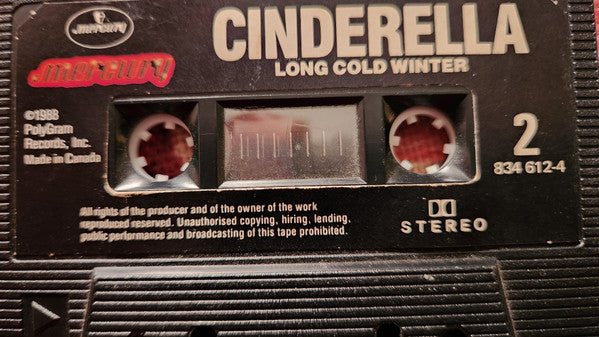 mercury
CINDERELLA
mercury
LONG COLD WINTER
©1988
PolyGram
Records, Inc.
Made in Canada
2
834 612-4
All rights of the producer and of the owner of the work
reproduced reserved. Unauthorised copying, hiring, lending,
public performance and broadcasting of this tape prohibited.
STEREO